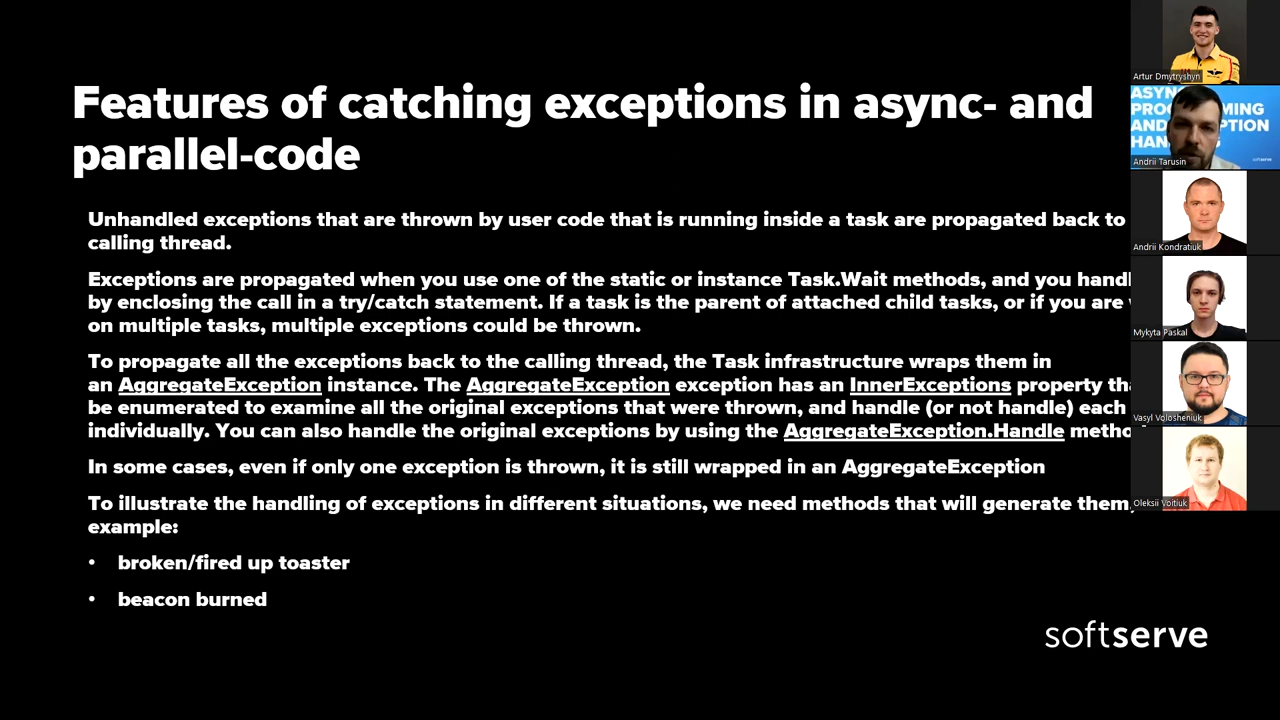 Features of catching exceptions in async- and
parallel-code
Unhandled exceptions that are thrown by user code that is running inside a task are propagated back to
calling thread.
Exceptions are propagated when you use one of the static or instance Task.Wait methods, and you handl
by enclosing the call in a try/catch statement. If a task is the parent of attached child tasks, or if you are
on multiple tasks, multiple exceptions could be thrown.
To propagate all the exceptions back to the calling thread, the Task infrastructure wraps them in
an AggregateException instance. The AggregateException exception has an InnerExceptions property tha
be enumerated to examine all the original exceptions that were thrown, and handle (or not handle) each
individually. You can also handle the original exceptions by using the AggregateException.Handle metho
In some cases, even if only one exception is thrown, it is still wrapped in an AggregateException
To illustrate the handling of exceptions in different situations, we need methods that will generate them,
example:
• broken/fired up toaster
• beacon burned
softserve
Artur Dmytryshyn
Andrii Tarusin
Andrii Kondratiuk
Mykyta Paskal
Vasyl Volosheniuk
Oleksii Voitiuk